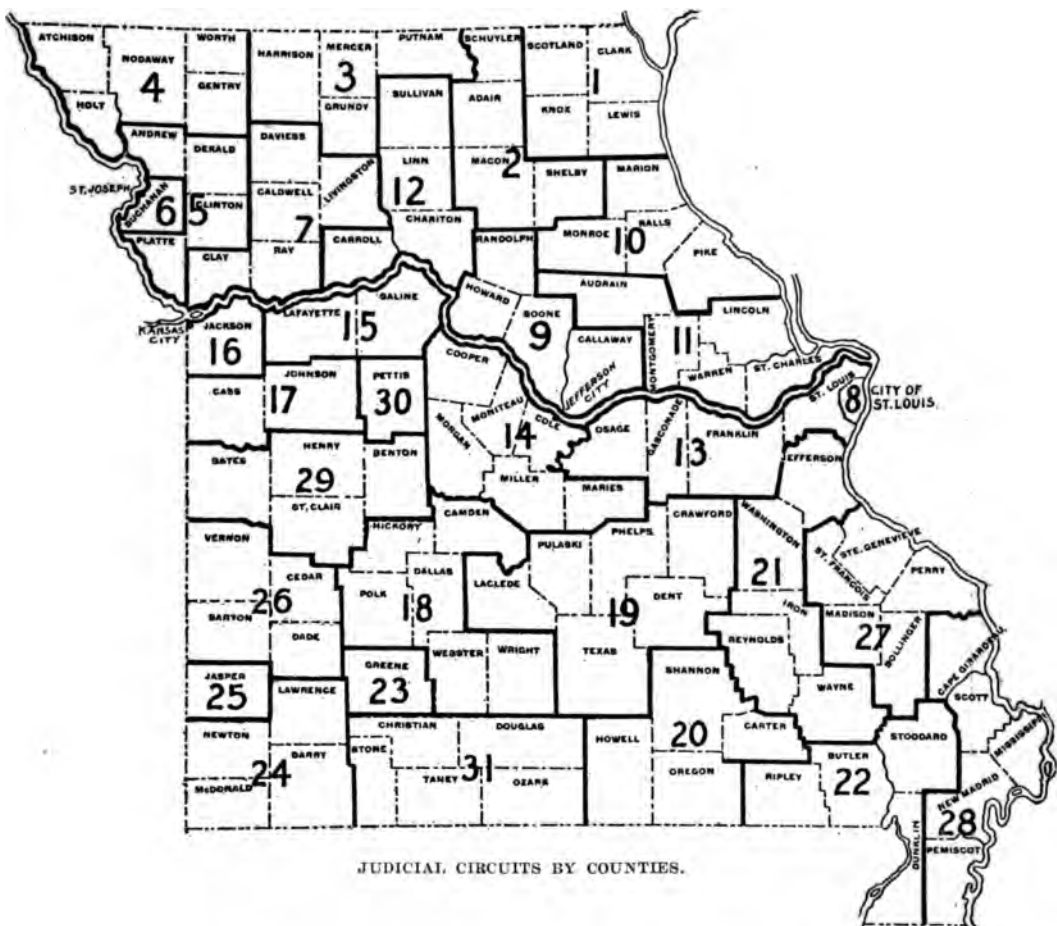 ATCHISON
NODAWAY
WORTH
HARRISON
MERCER
PUTNAM
SCHUYLER
SCOTLAND
CLARK
4
3
1
GENTRY
SULLIVAN
ADAIR
HOLT
GRUNDY
KNOE
LEWIS
ANDREW
DEKALB
DAVIESS
LINN
MACON
2
SHELBY
MARION
ST. JOSEPH
BUCHANAN
6
5
CLINTON
CALDWELL
LIVINGSTON
12
7
CHARITON
RANDOLPH
MONROE
10
RALLS
PIKE
PLATTE
CLAY
RAY
CARROLL
AUDRAIN
HOWARD
BOONE
SALINE
LAFAYETTE
15
9
LINCOLN
KANSAS
CITY
JACKSON
16
CALLAWAY
MONTGOMERY
11
COOPER
JEFFERSON CITY
WARREN
ST. CHARLES
CASS
17
JOHNSON
PETTIS
30
ST. LOUIS
8
CITY OF
ST. LOUIS.
MONITEAU
COLE
14
MORGAN
OSAGE
GASCONADE
13
FRANKLIN
BATES
HENRY
29
BENTON
EFFERSON
ST. CLAIR
MILLER
MARIES
HICKORY
CAMDEN
CRAWFORD
WASHINGTON
VERNON
PULASKI
PHELPS
STE. GENEVIEVE
ST. FRANCOIS
PERRY
CEDAR
26
DALLAS
LACLEDE
21
POLK
18
19
DENT
IRON
BARTON
DADE
MADISON
27
BOLLINGER
REYNOLDS
WEBSTER
WRIGHT
TEXAS
CAPE GIRARDEAU
JASPER
25
GREENE
23
SHANNON
WAYNE
LAWRENCE
SCOTT
NEWTON
CHRISTIAN
DOUGLAS
HOWELL
20
CARTER
STODDARD
MISSISSIPPI
STONE
BARRY
24
31
BUTLER
22
McDONALD
TANEY
OZARK
OREGON
RIPLEY
NEW MADRID
28
DUNKLIN
PEMISCOT
JUDICIAL CIRCUITS BY COUNTIES.